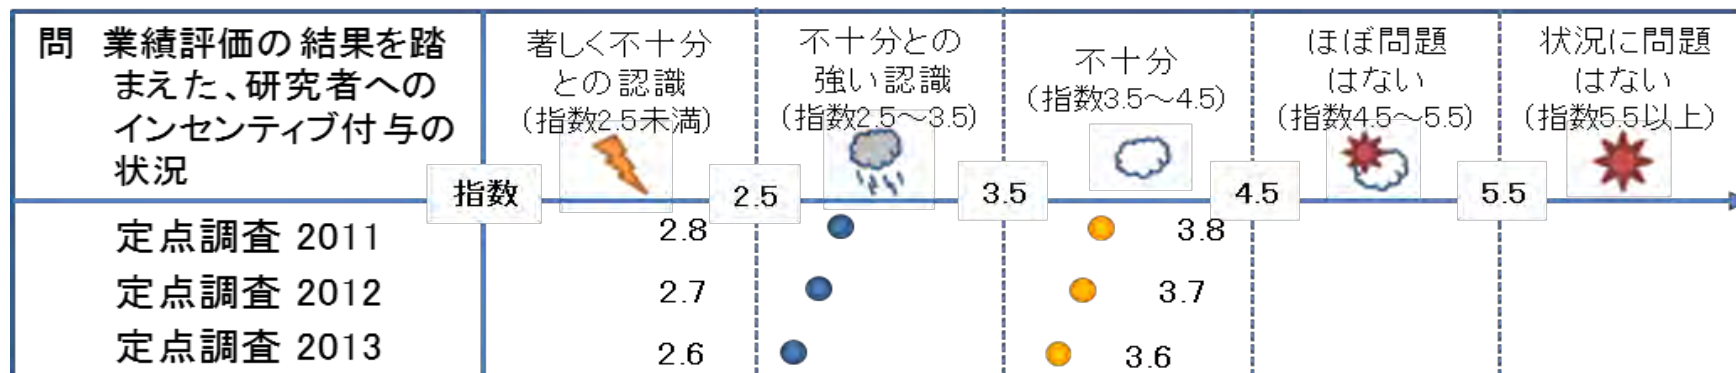 問 業績評価の結果を踏
まえた、研究者への
インセンティブ付与の
状況
著しく不十分
との認識
(指数2.5未満)
不十分との
強い認識
(指数2.5～3.5)
不十分
(指数3.5～4.5)
ほぼ問題
はない
(指数4.5～5.5)
状況に問題
はない
(指数5.5以上)
指数
2.5
3.5
4.5
5.5
定点調査 2011
2.8
3.8
定点調査 2012
2.7
3.7
定点調査 2013
2.6
3.6